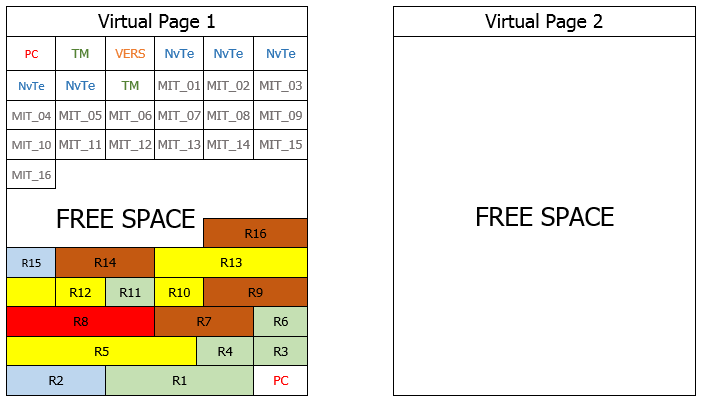 Virtual Page 1
PC TM VERS NvTe NvTe NvTe
NvTe NvTe TM MIT_01 MIT_02 MIT_03
MIT_04 MIT_05 MIT_06 MIT_07 MIT_08 MIT_09
MIT_10 MIT_11 MIT_12 MIT_13 MIT_14 MIT_15
MIT_16
FREE SPACE
R16
R15 R14 R13
R12 R11 R10 R9
R8 R7 R6
R5 R4 R3
R2 R1 PC
Virtual Page 2
FREE SPACE